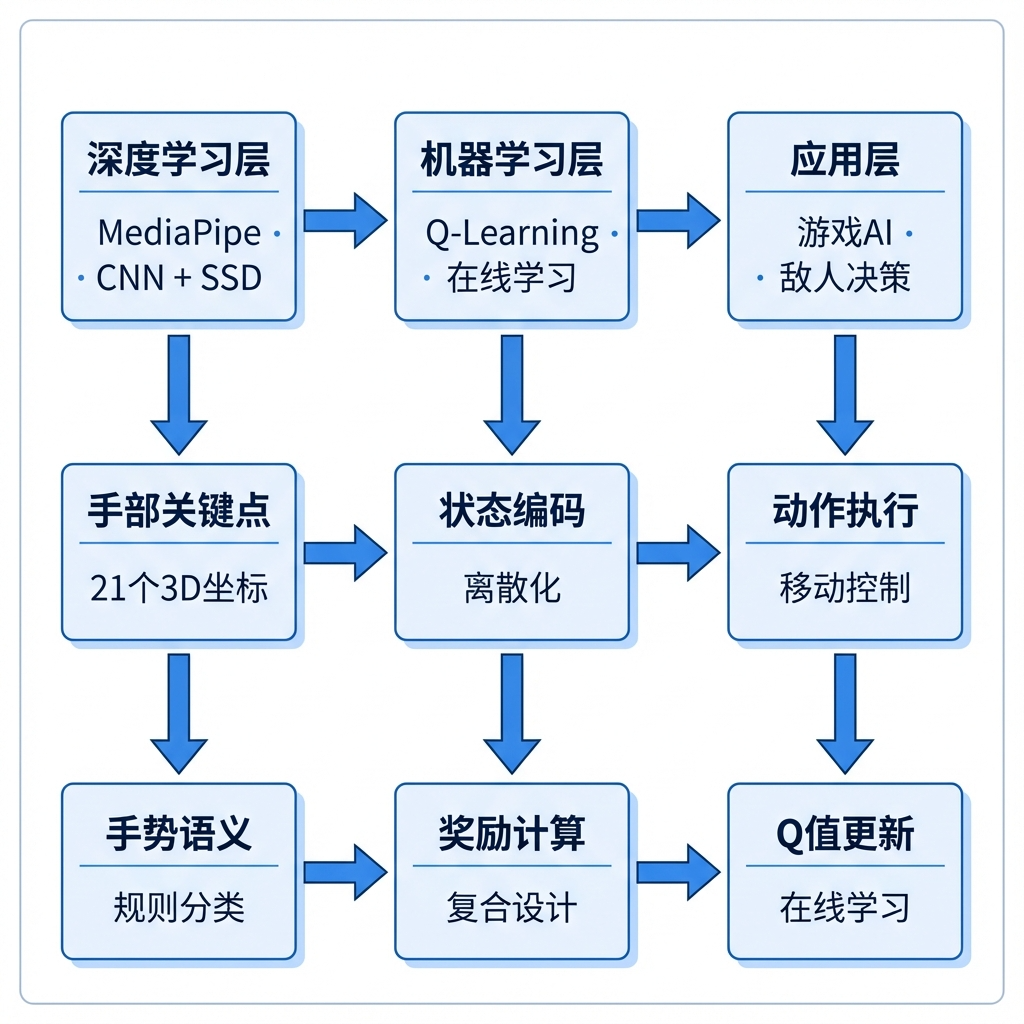 深度学习层
MediaPipe •
• CNN + SSD
机器学习层
Q-Learning •
• 在线学习
应用层
游戏AI •
• 敌人决策
手部关键点
21个3D坐标
状态编码
离散化
动作执行
移动控制
手势语义
规则分类
奖励计算
复合设计
Q值更新
在线学习